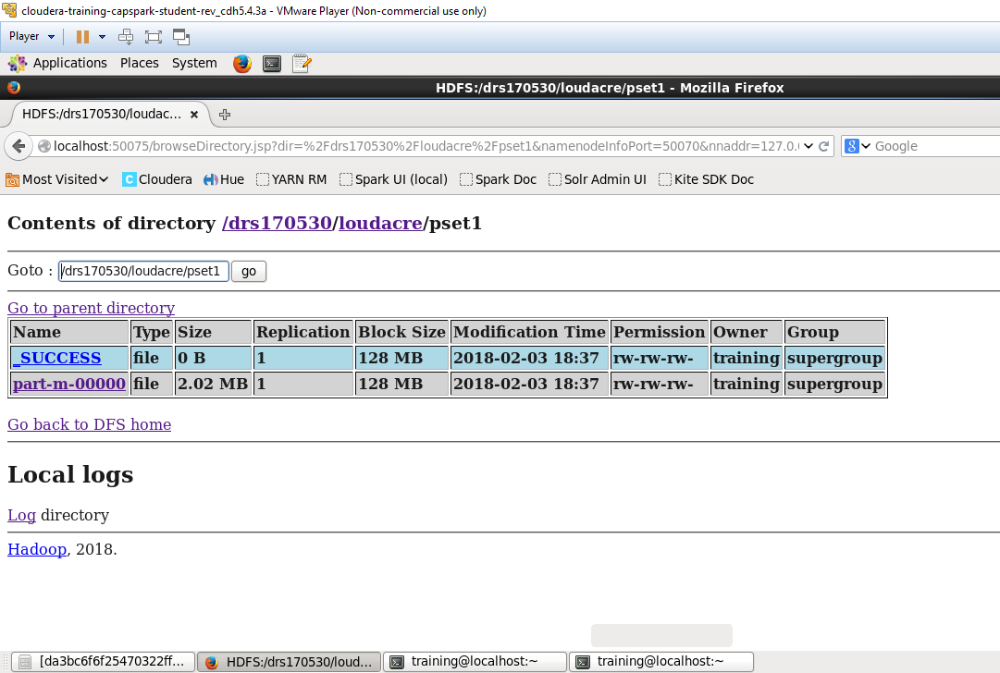 cloudera-training-capspark-student-rev_cdh5.4.3a - VMware Player (Non-commercial use only)
Player
Applications Places System
HDFS:/drs170530/loudacre/pset1 - Mozilla Firefox
HDFS:/drs170530/loudac...
localhost:50075/browseDirectory.jsp?dir=%2Fdrs170530%2Floudacre%2Fpset1&namenodeInfoPort=50070&nnaddr=127.0.( Google
Most Visited Cloudera Hue YARN RM Spark UI (local) Spark Doc Solr Admin UI Kite SDK Doc
Contents of directory /drs170530/loudacre/pset1
Goto : /drs170530/loudacre/pset1 go
Go to parent directory
Name Type Size Replication Block Size Modification Time Permission Owner Group
_SUCCESS file 0 B 1 128 MB 2018-02-03 18:37 rw-rw-rw- training supergroup
part-m-00000 file 2.02 MB 1 128 MB 2018-02-03 18:37 rw-rw-rw- training supergroup
Go back to DFS home
Local logs
Log directory
Hadoop, 2018.
[da3bc6f6f25470322ff... HDFS:/drs170530/loud... training@localhost:~ training@localhost:~